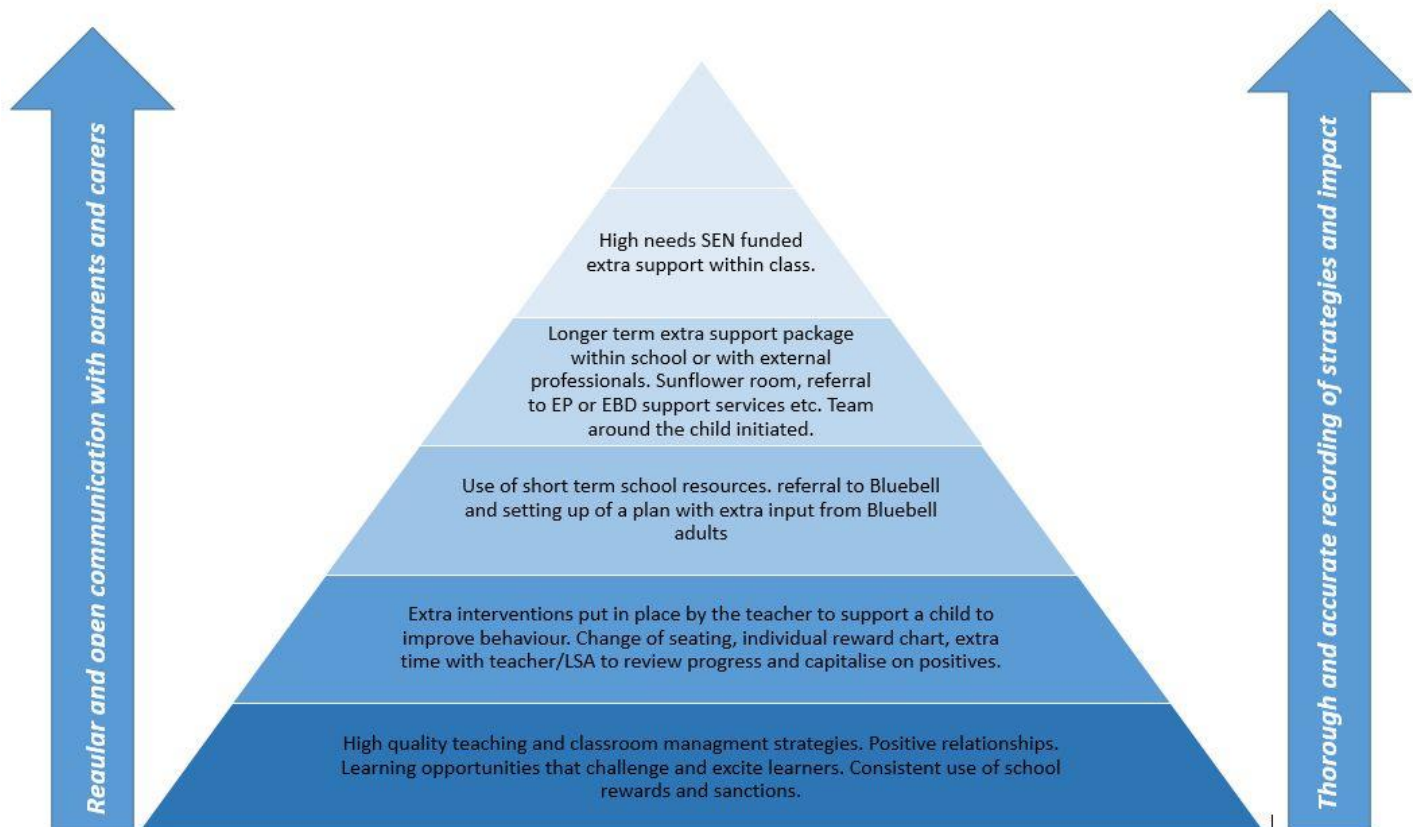 Regular and open communication with parents and carers
High needs SEN funded
extra support within class.
Longer term extra support package
within school or with external
professionals. Sunflower room, referral
to EP or EBD support services etc. Team
around the child initiated.
Use of short term school resources. referral to Bluebell
and setting up of a plan with extra input from Bluebell
adults
Extra interventions put in place by the teacher to support a child to
improve behaviour. Change of seating, individual reward chart, extra
time with teacher/LSA to review progress and capitalise on positives.
High quality teaching and classroom managment strategies. Positive relationships.
Learning opportunities that challenge and excite learners. Consistent use of school
rewards and sanctions.
Thorough and accurate recording of strategies and impact